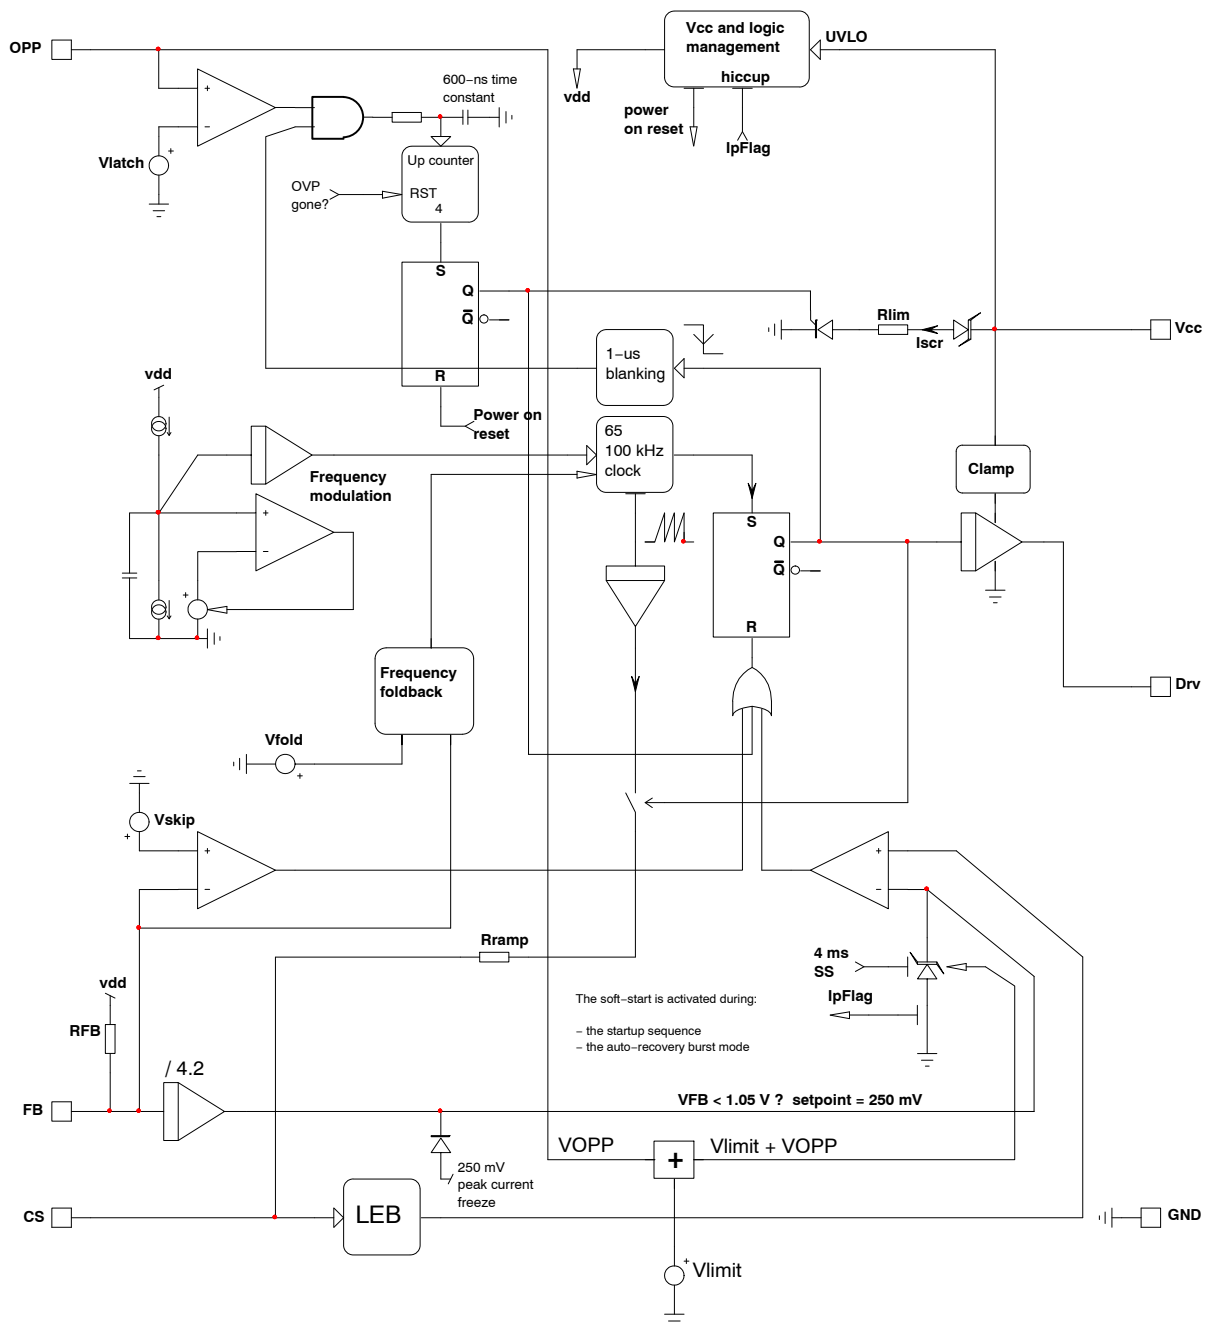 OPP
Vcc and logic
management
hiccup
UVLO
vdd
power
on reset
IpFlag
600−ns time
constant
+
−
Vlatch
+
Up counter
RST
4
OVP
gone?
S
Q
Q
R
Power on
reset
1−us
blanking
Rlim
Iscr
Vcc
vdd
65
100 kHz
clock
Frequency
modulation
+
−
+
Clamp
S
Q
Q
R
Drv
Frequency
foldback
Vfold
+
Vskip
+
+
−
+
−
Rramp
4 ms
SS
IpFlag
The soft−start is activated during:
− the startup sequence
− the auto−recovery burst mode
vdd
RFB
/ 4.2
FB
VFB < 1.05 V ? setpoint = 250 mV
VOPP
+
Vlimit + VOPP
250 mV
peak current
freeze
CS
LEB
GND
+
Vlimit